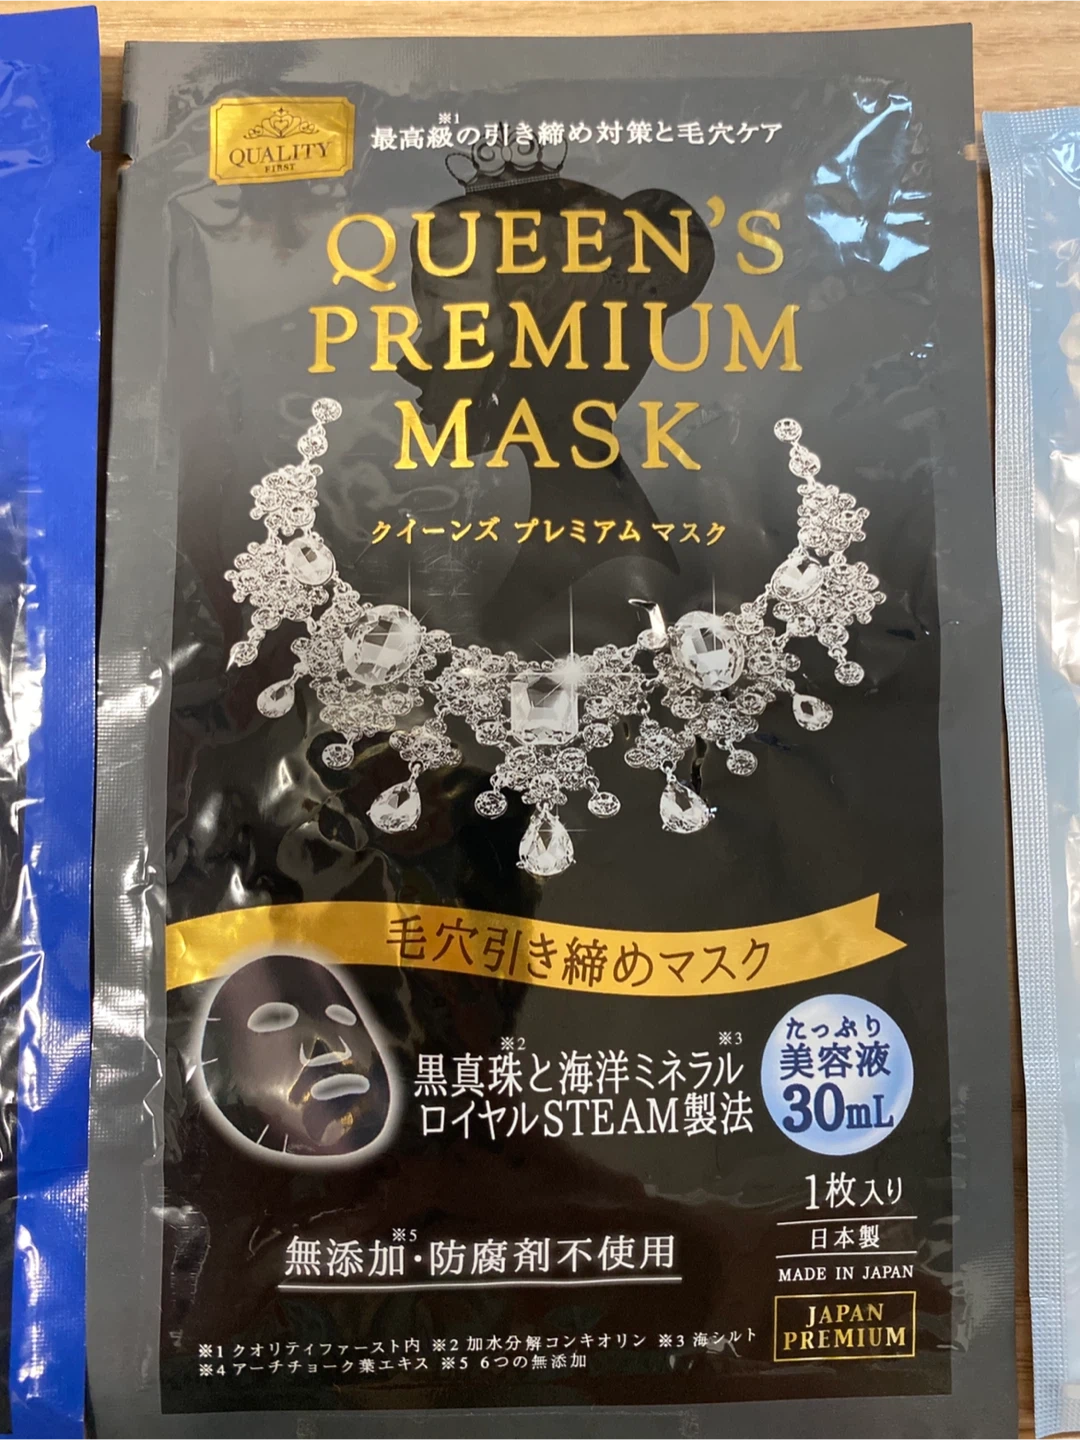 QUALITY
FIRST
※1
最高級の引き締め対策と毛穴ケア
QUEEN'S
PREMIUM
MASK
クイーンズ プレミアム マスク
毛穴引き締めマスク
※2 ※3
黒真珠と海洋ミネラル
ロイヤルSTEAM製法
たっぷり
美容液
30mL
1枚入り
日本製
MADE IN JAPAN
JAPAN
PREMIUM
※5
無添加・防腐剤不使用
※1 クオリティファースト内 ※2 加水分解コンキオリン ※3 海シルト
※4 アーチチョーク葉エキス ※5 6つの無添加